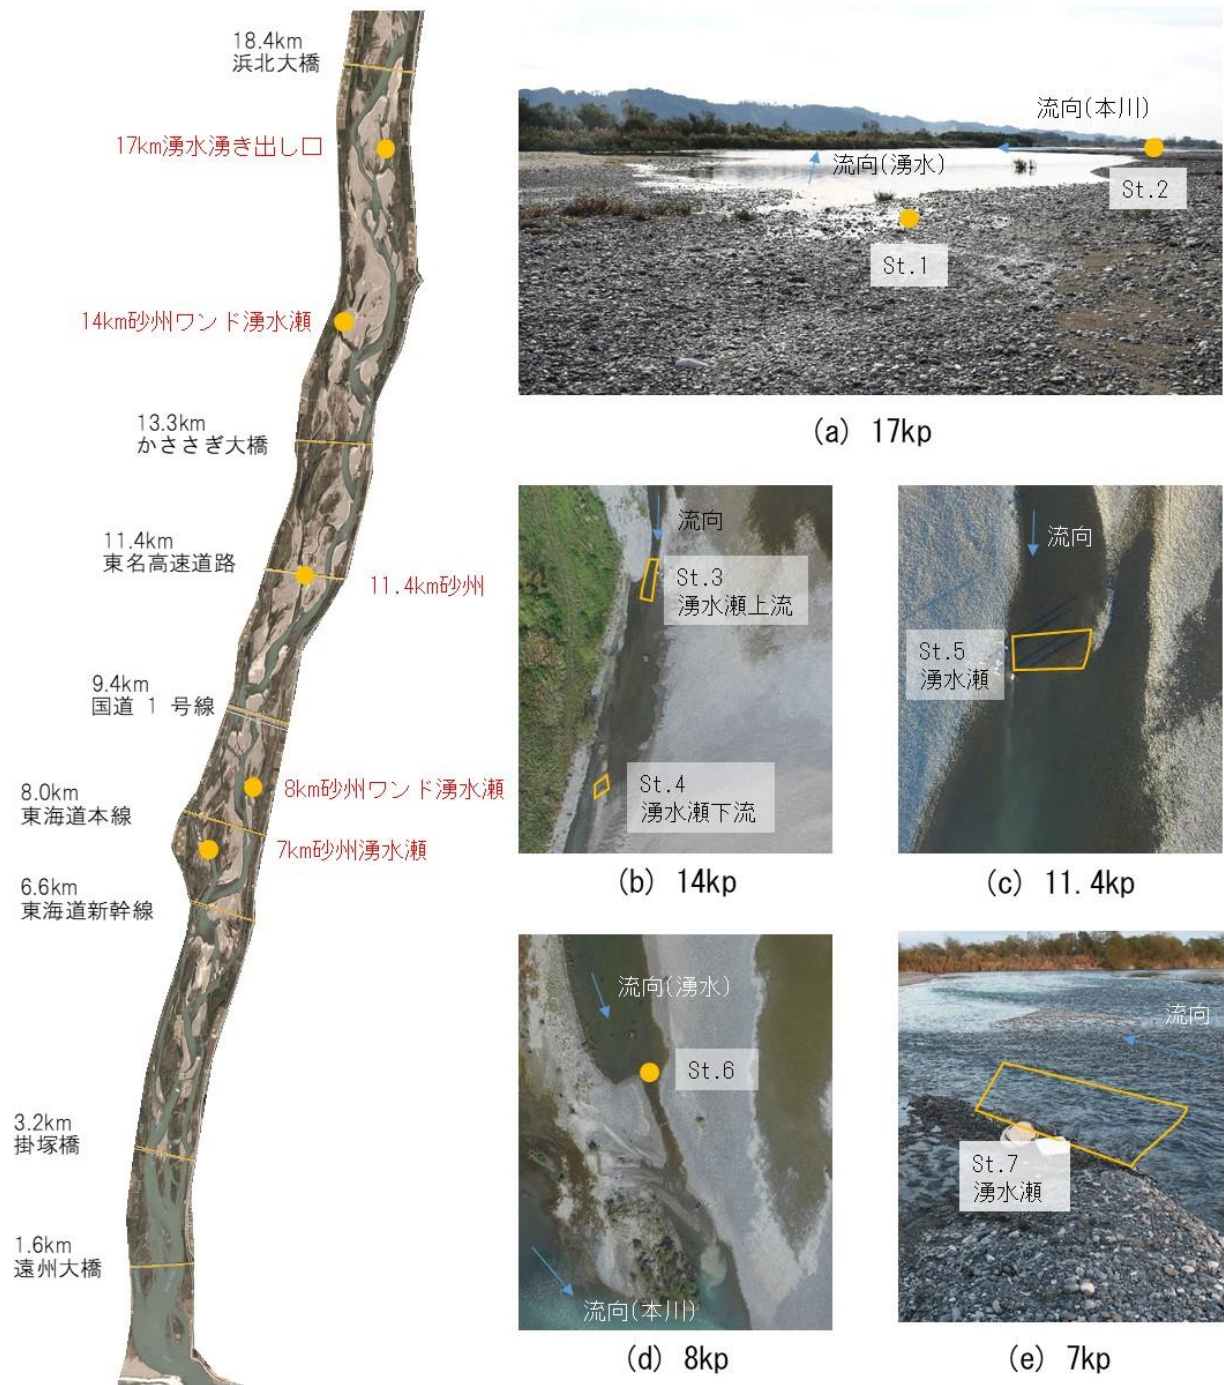 18.4km
浜北大橋
17km湧水湧き出し口
14km砂州ワンド湧水瀬
13.3km
かささぎ大橋
11.4km
東名高速道路
11.4km砂州
9.4km
国道 1 号線
8km砂州ワンド湧水瀬
8.0km
東海道本線
7km砂州湧水瀬
6.6km
東海道新幹線
3.2km
掛塚橋
1.6km
遠州大橋
流向(本川)
流向(湧水)
St.2
St.1
(a) 17kp
流向
St.3
湧水瀬上流
St.4
湧水瀬下流
(b) 14kp
流向
St.5
湧水瀬
(c) 11.4kp
流向(湧水)
St.6
流向(本川)
(d) 8kp
流向
St.7
湧水瀬
(e) 7kp